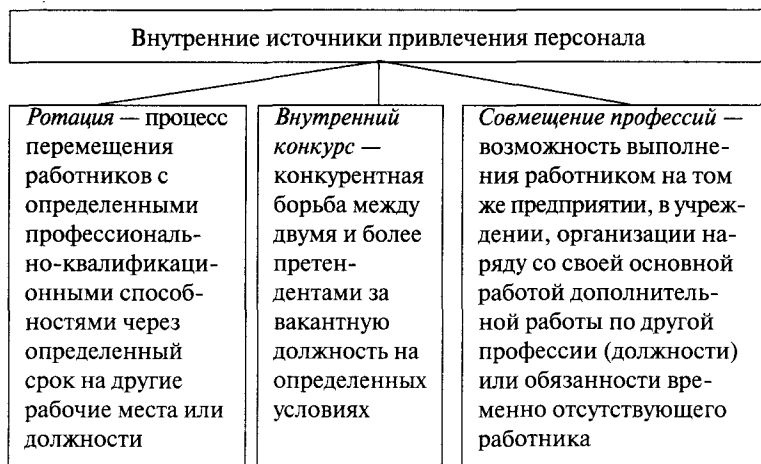 Внутренние источники привлечения персонала
Ротация — процесс
перемещения
работников с
определенными
профессиональ-
но-квалификаци-
онными способ-
ностями через
определенный
срок на другие
рабочие места или
должности
Внутренний
конкурс —
конкурентная
борьба между
двумя и более
претен-
дентами за
вакантную
должность на
определенных
условиях
Совмещение профессий —
возможность выполне-
ния работником на том
же предприятии, в учреж-
дении, организации на-
ряду со своей основной
работой дополнитель-
ной работы по другой
профессии (должности)
или обязанности вре-
менно отсутствующего
работника